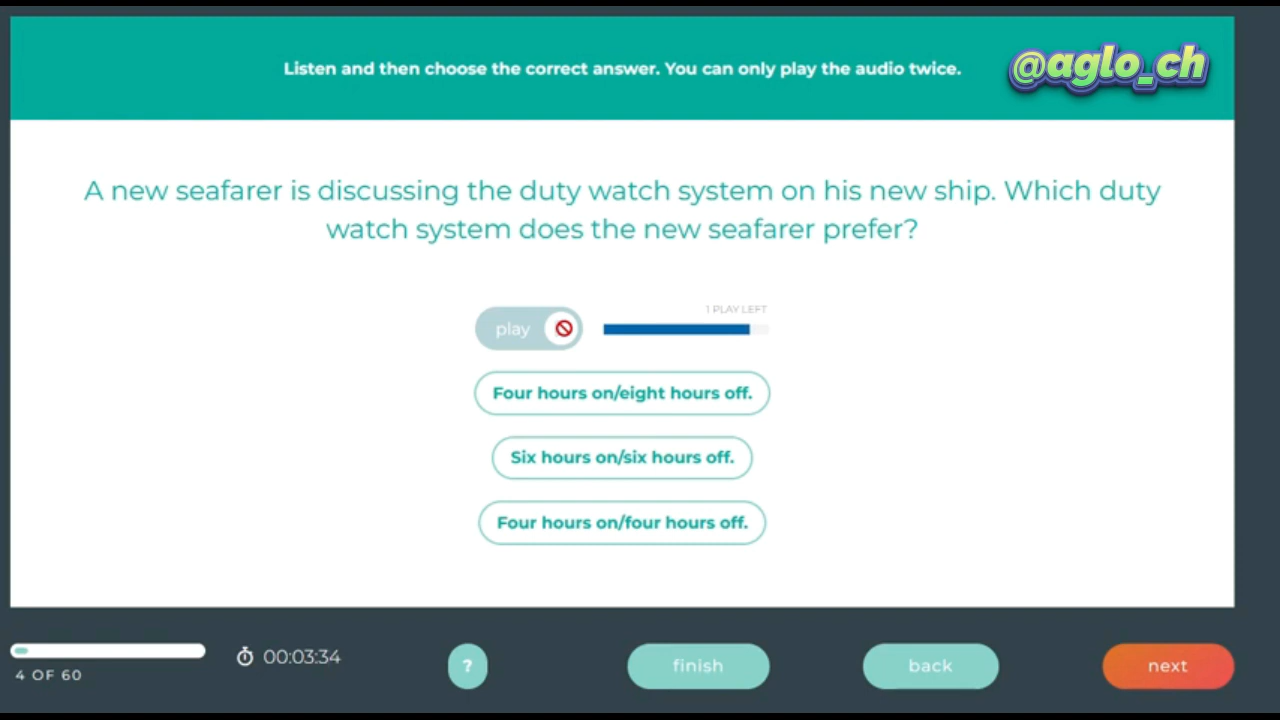 Listen and then choose the correct answer. You can only play the audio twice.
@aglo_ch
A new seafarer is discussing the duty watch system on his new ship. Which duty
watch system does the new seafarer prefer?
1 PLAY LEFT
play
Four hours on/eight hours off.
Six hours on/six hours off.
Four hours on/four hours off.
00:03:34
4 OF 60
?
finish
back
next